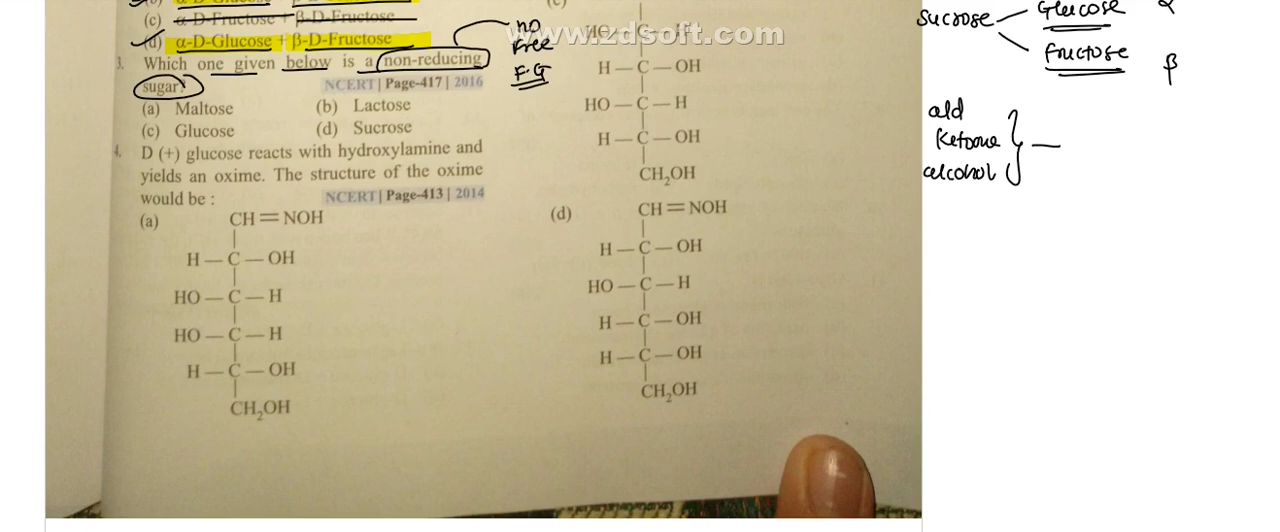 (c) α-D-Fructose + β-D-Fructose
(d) α-D-Glucose + β-D-Fructose
3. Which one given below is a non-reducing
sugar?
NCERT | Page-417 | 2016
(a) Maltose (b) Lactose
(c) Glucose (d) Sucrose
4. D (+) glucose reacts with hydroxylamine and
yields an oxime. The structure of the oxime
would be :
NCERT | Page-413 | 2014
(a)
CH=NOH
H—C—OH
HO—C—H
HO—C—H
H—C—OH
CH₂OH
no
Free
F.G
www.zdsoft.com
H—C—OH
HO—C—H
H—C—OH
CH₂OH
(d)
CH=NOH
H—C—OH
HO—C—H
H—C—OH
H—C—OH
CH₂OH
Sucrose
Glucose α
fructose β
ald
Ketone
alcohol